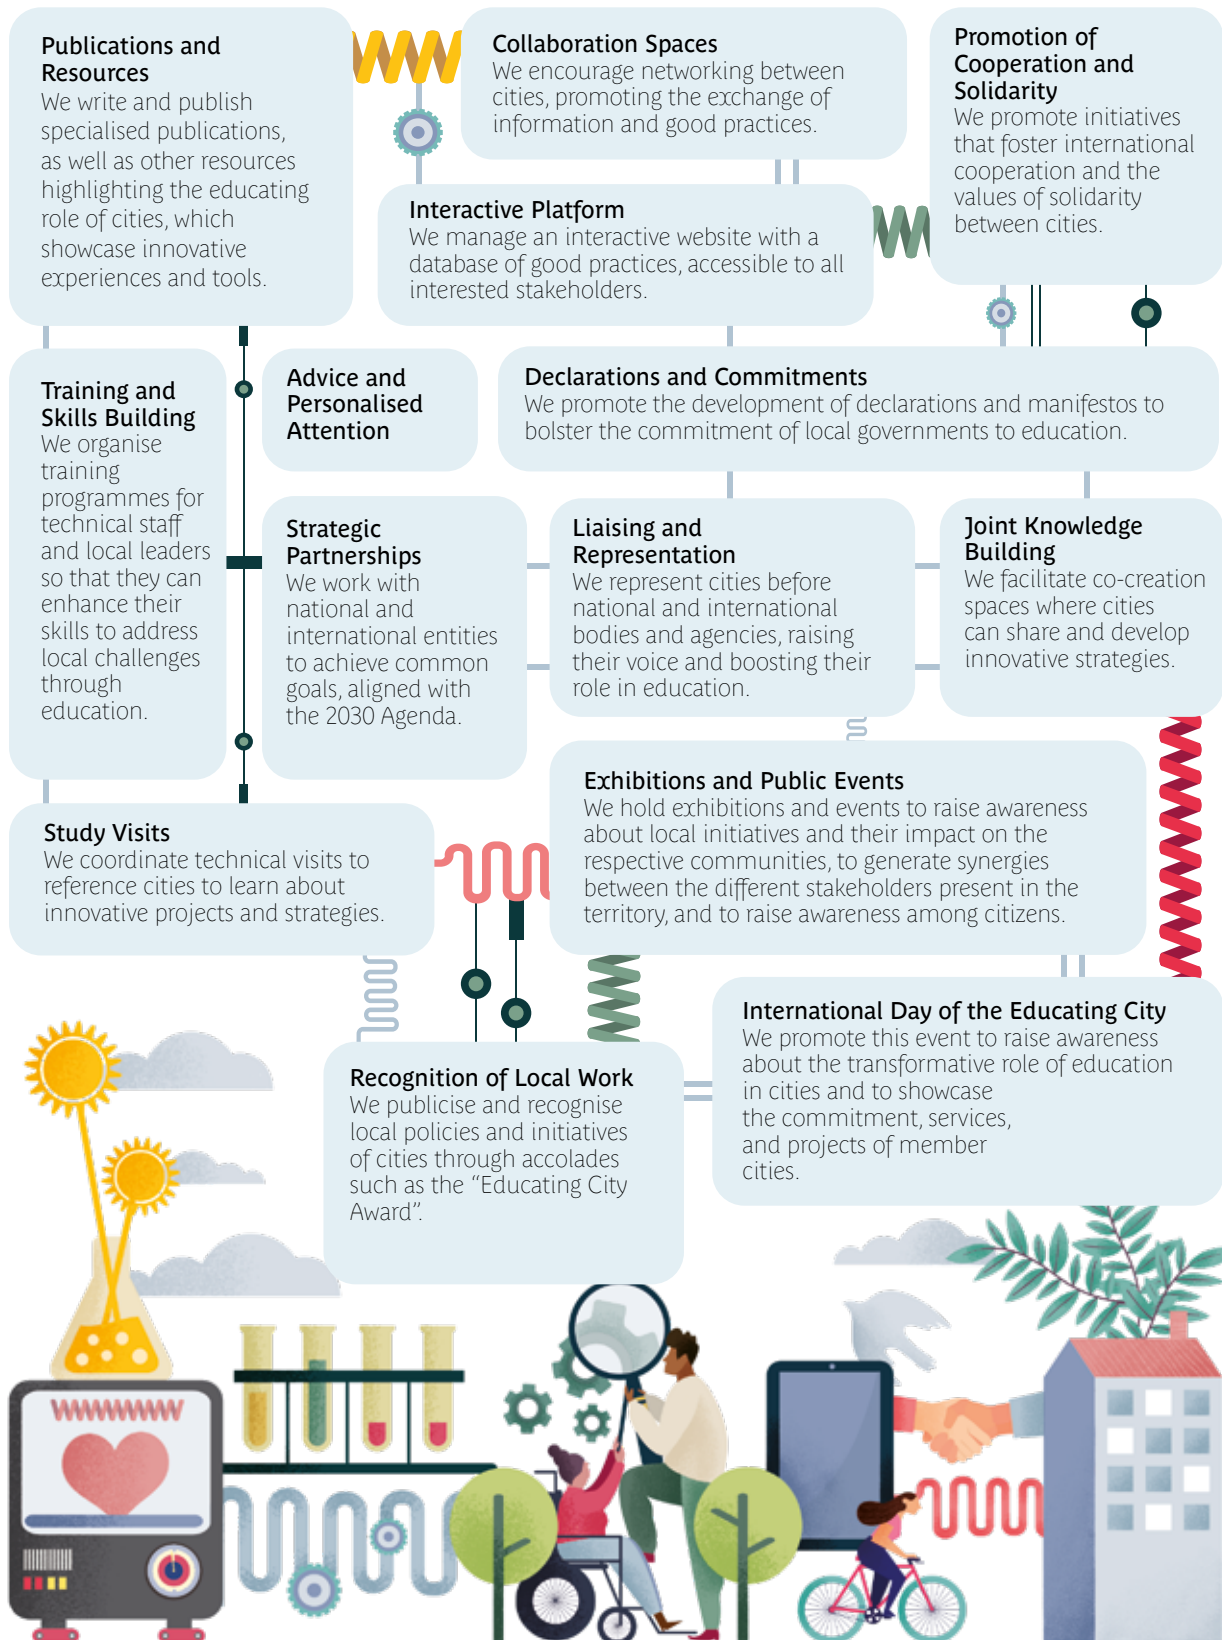 Publications and
Resources
We write and publish
specialised publications,
as well as other resources
highlighting the educating
role of cities, which
showcase innovative
experiences and tools.
Collaboration Spaces
We encourage networking between
cities, promoting the exchange of
information and good practices.
Promotion of
Cooperation and
Solidarity
We promote initiatives
that foster international
cooperation and the
values of solidarity
between cities.
Interactive Platform
We manage an interactive website with a
database of good practices, accessible to all
interested stakeholders.
Training and
Skills Building
We organise
training
programmes for
technical staff
and local leaders
so that they can
enhance their
skills to address
local challenges
through
education.
Advice and
Personalised
Attention
Declarations and Commitments
We promote the development of declarations and manifestos to
bolster the commitment of local governments to education.
Strategic
Partnerships
We work with
national and
international entities
to achieve common
goals, aligned with
the 2030 Agenda.
Liaising and
Representation
We represent cities before
national and international
bodies and agencies, raising
their voice and boosting their
role in education.
Joint Knowledge
Building
We facilitate co-creation
spaces where cities
can share and develop
innovative strategies.
Study Visits
We coordinate technical visits to
reference cities to learn about
innovative projects and strategies.
Exhibitions and Public Events
We hold exhibitions and events to raise awareness
about local initiatives and their impact on the
respective communities, to generate synergies
between the different stakeholders present in the
territory, and to raise awareness among citizens.
International Day of the Educating City
We promote this event to raise awareness
about the transformative role of education
in cities and to showcase
the commitment, services,
and projects of member
cities.
Recognition of Local Work
We publicise and recognise
local policies and initiatives
of cities through accolades
such as the “Educating City
Award”.